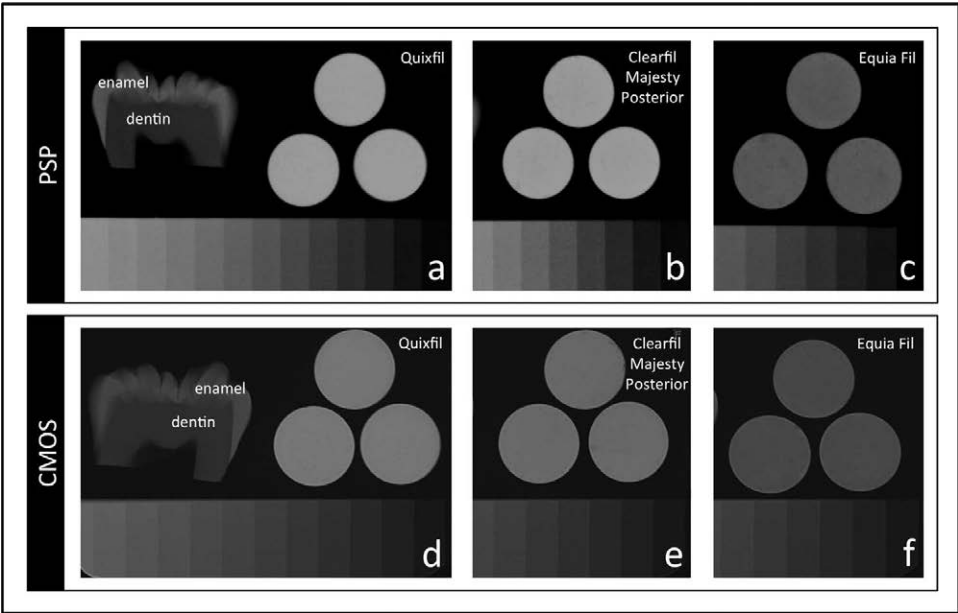 PSP
enamel
dentin
Quixfil
a
Clearfil
Majesty
Posterior
b
Equia Fil
c
CMOS
enamel
dentin
Quixfil
d
Clearfil
Majesty
Posterior
e
Equia Fil
f